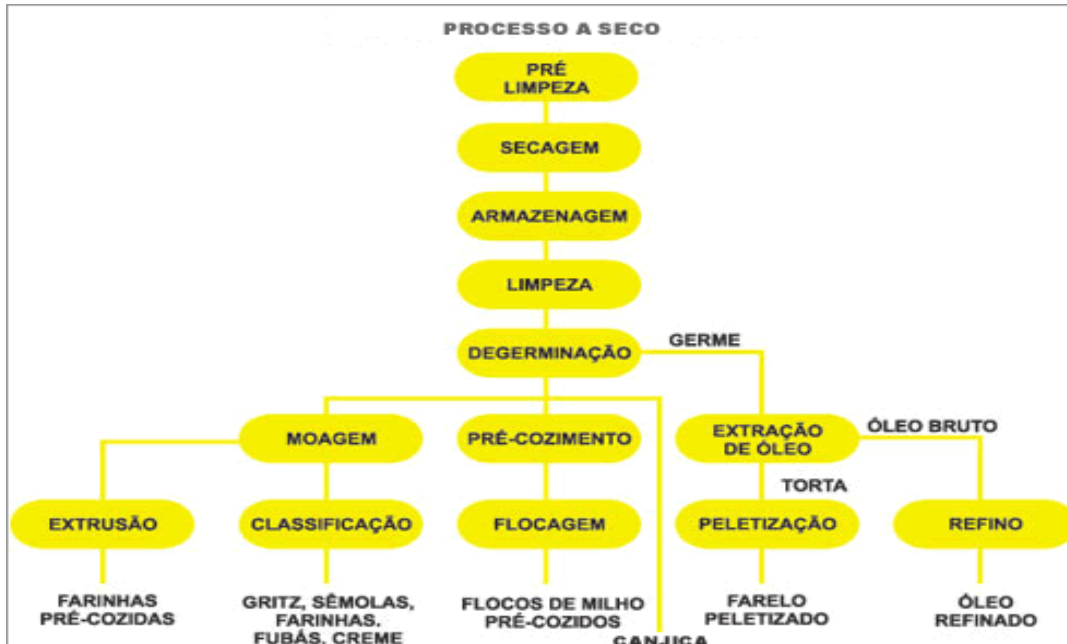 PROCESSO A SECO
PRÉ
LIMPEZA
SECAGEM
ARMAZENAGEM
LIMPEZA
DEGERMINAÇÃO
GERME
MOAGEM
PRÉ-COZIMENTO
EXTRAÇÃO
DE ÓLEO
ÓLEO BRUTO
TORTA
EXTRUSÃO
CLASSIFICAÇÃO
FLOCAGEM
PELETIZAÇÃO
REFINO
FARINHAS
PRÉ-COZIDAS
GRITZ, SÊMOLAS,
FARINHAS.
FUBÁS, CREME
FLOCOS DE MILHO
PRÉ-COZIDOS
CANJICA
FARELO
PELETIZADO
ÓLEO
REFINADO